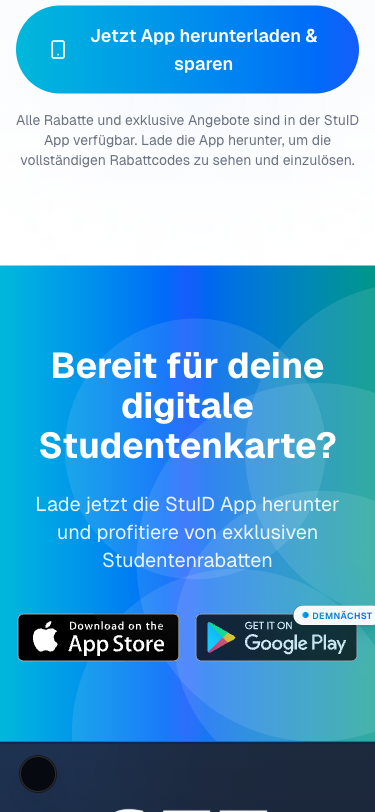 Jetzt App herunterladen &
sparen
Alle Rabatte und exklusive Angebote sind in der StuID
App verfügbar. Lade die App herunter, um die
vollständigen Rabattcodes zu sehen und einzulösen.
Bereit für deine
digitale
Studentenkarte?
Lade jetzt die StuID App herunter
und profitiere von exklusiven
Studentenrabatten
Download on the
App Store
DEMNÄCHST
GET IT ON
Google Play